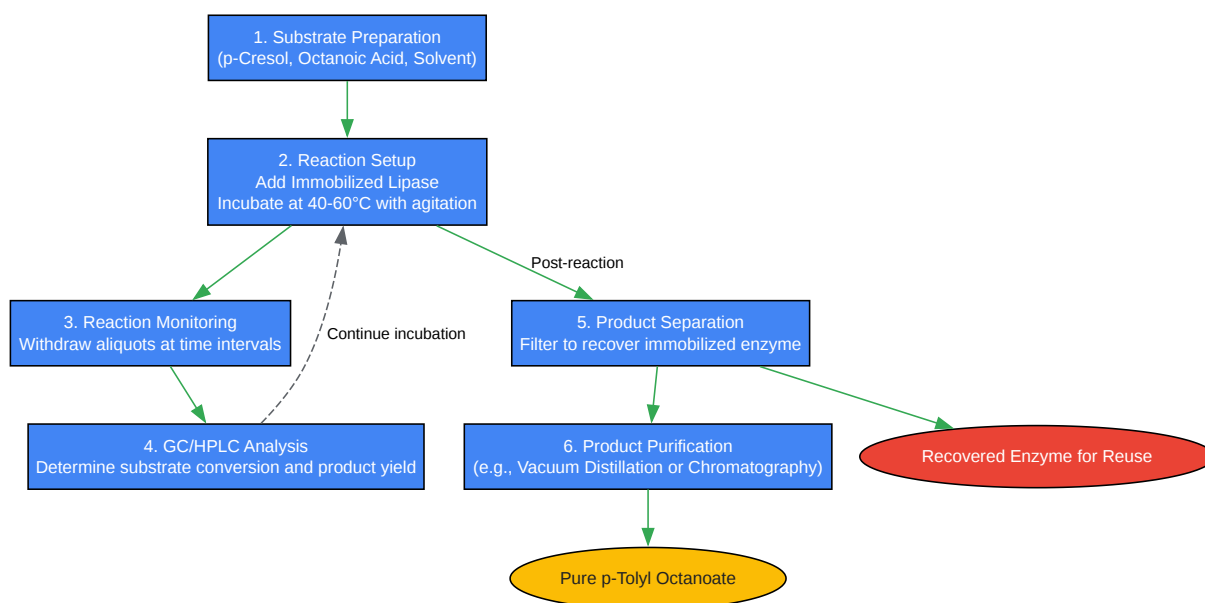 1. Substrate Preparation
(p-Cresol, Octanoic Acid, Solvent)
2. Reaction Setup
Add Immobilized Lipase
Incubate at 40-60°C with agitation
Post-reaction
3. Reaction Monitoring
Withdraw aliquots at time intervals
Continue incubation
5. Product Separation
Filter to recover immobilized enzyme
4. GC/HPLC Analysis
Determine substrate conversion and product yield
6. Product Purification
(e.g., Vacuum Distillation or Chromatography)
Recovered Enzyme for Reuse
Pure p-Tolyl Octanoate